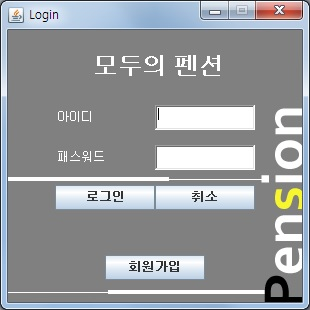 Login
모두의 펜션
아이디
패스워드
로그인 취소
회원가입
Pension